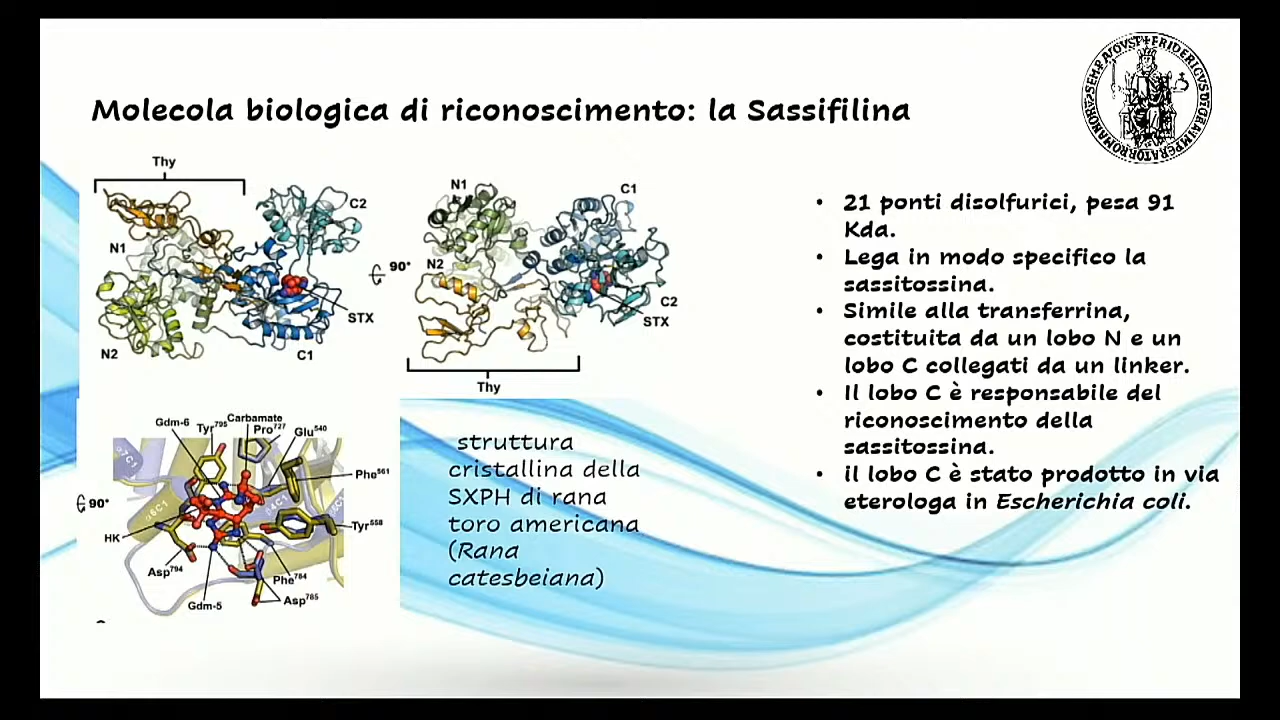 Molecola biologica di riconoscimento: la Sassifilina
Thy
C2
N1
90°
STX
N2
C1
N1
C1
N2
C2
STX
Thy
Gdm-6
Tyr795
Carbamate
Pro727
Glu540
Phe561
90°
HK
Tyr558
Asp794
Phe784
Gdm-5
Asp785
struttura
cristallina della
SXPH di rana
toro americana
(Rana
catesbeiana)
• 21 ponti disolfurici, pesa 91
Kda.
• Lega in modo specifico la
sassitossina.
• Simile alla transferrina,
costituita da un lobo N e un
lobo C collegati da un linker.
• Il lobo C è responsabile del
riconoscimento della
sassitossina.
• il lobo C è stato prodotto in via
eterologa in Escherichia coli.